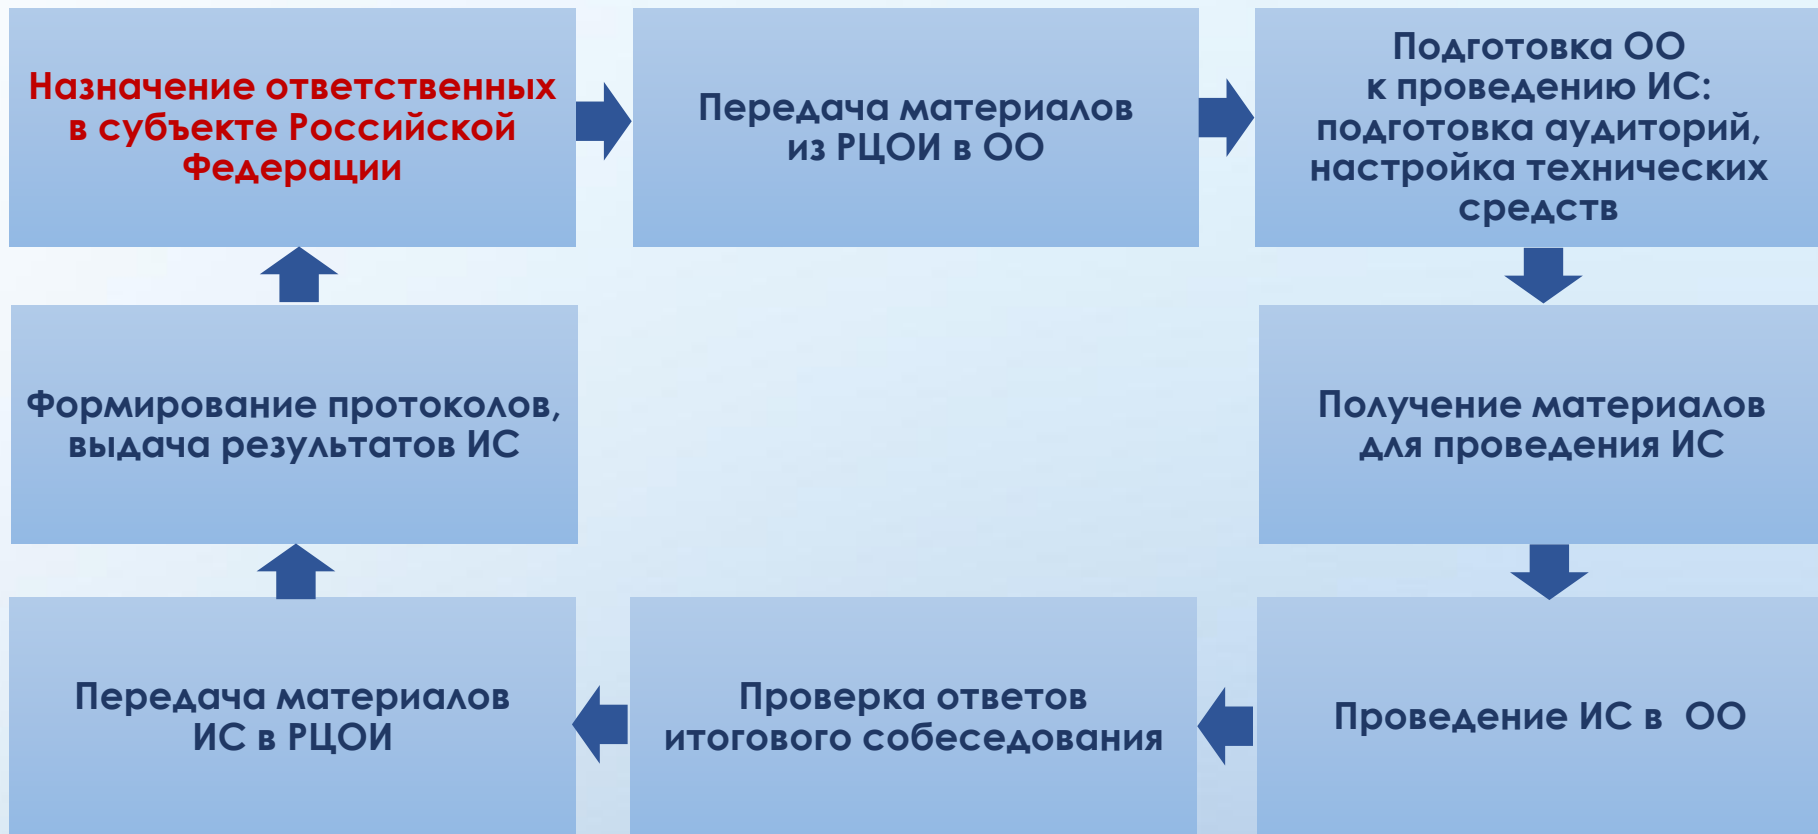 Назначение ответственных
в субъекте Российской
Федерации
Передача материалов
из РЦОИ в ОО
Подготовка ОО
к проведению ИС:
подготовка аудиторий,
настройка технических
средств
Получение материалов
для проведения ИС
Проведение ИС в  ОО
Проверка ответов
итогового собеседования
Передача материалов
ИС в РЦОИ
Формирование протоколов,
выдача результатов ИС